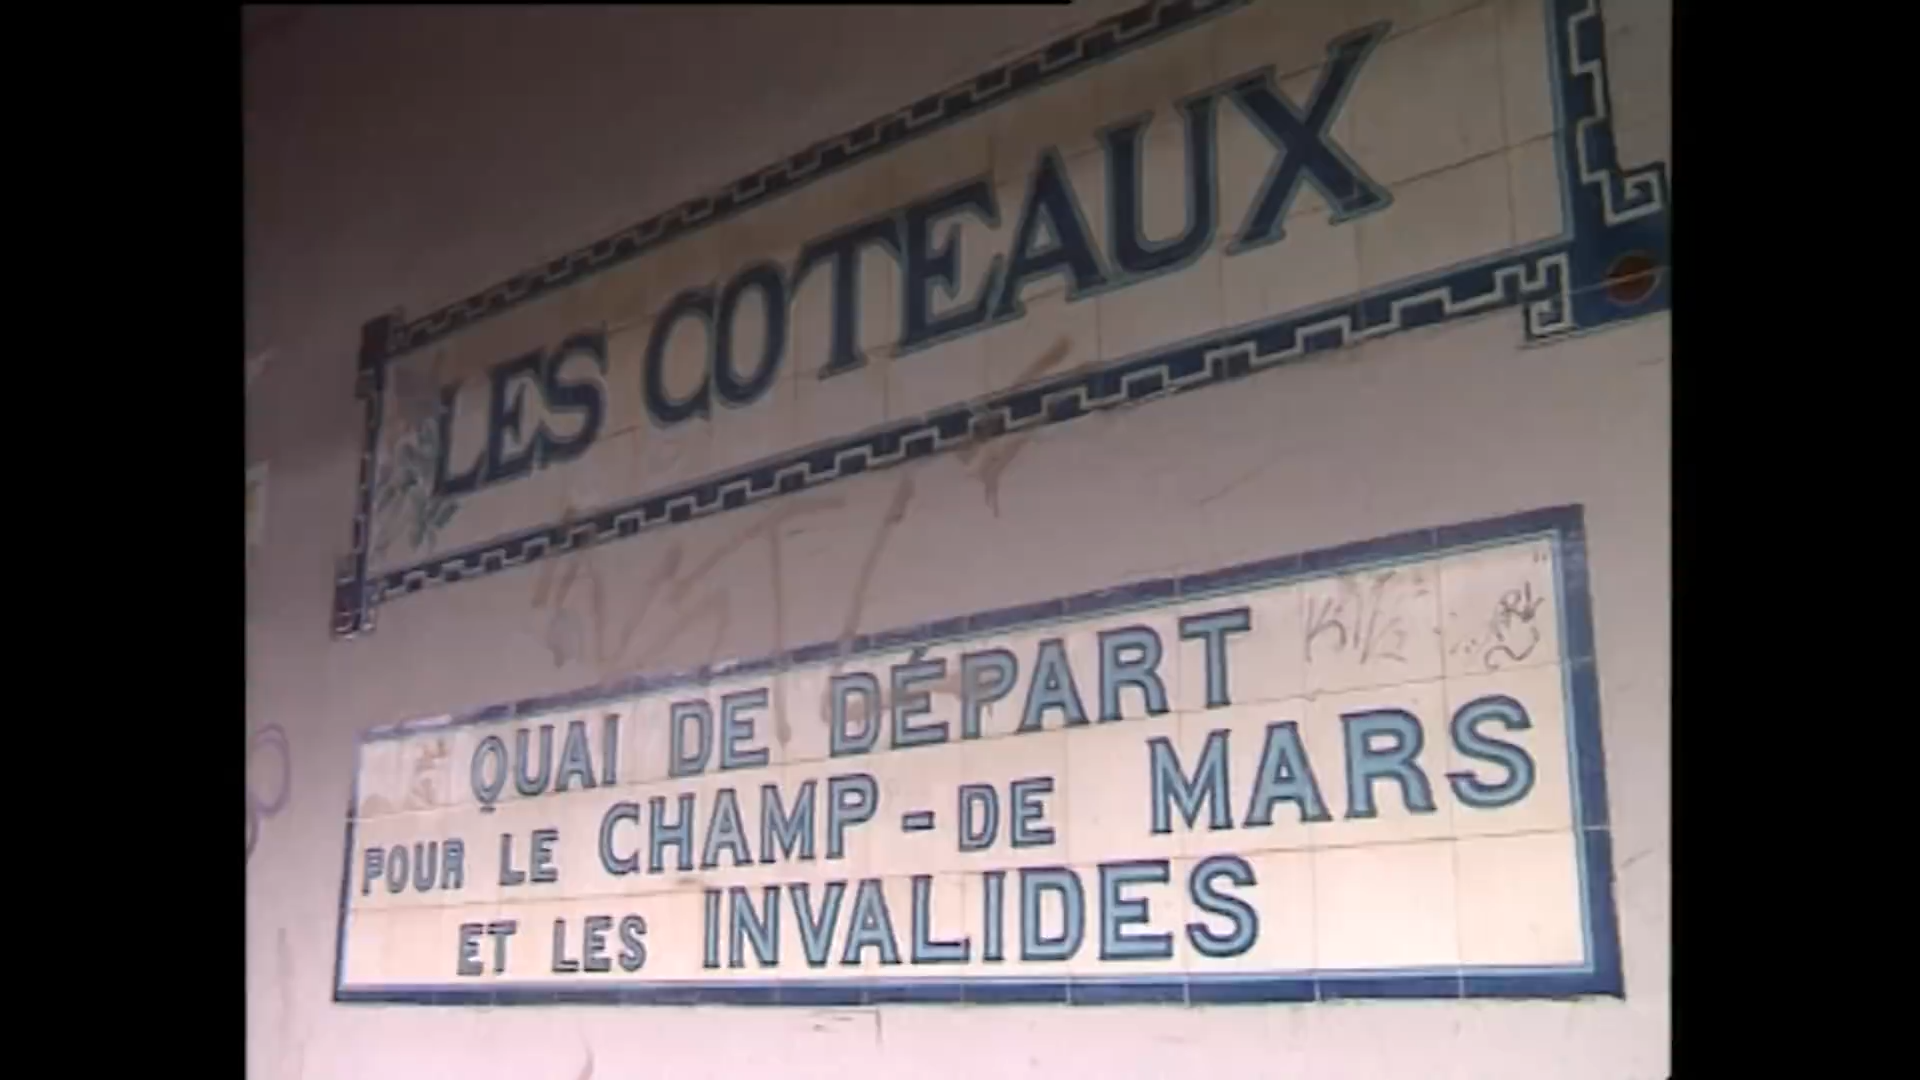 LES COTEAUX
QUAI DE DÉPART
POUR LE CHAMP-DE MARS
ET LES INVALIDES